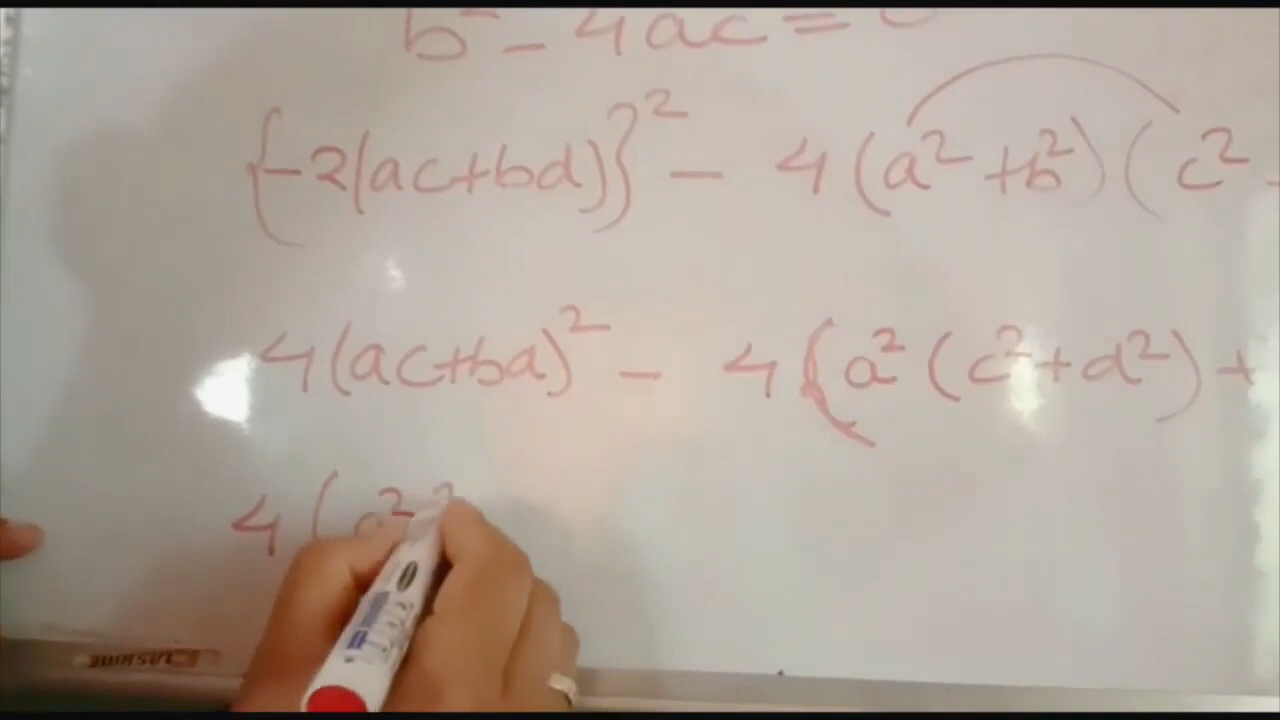 b² - 4ac =
{-2(ac+bd)}² - 4(a²+b²)(c²
4(ac+bd)² - 4(a²(c²+d²)+
4(a²